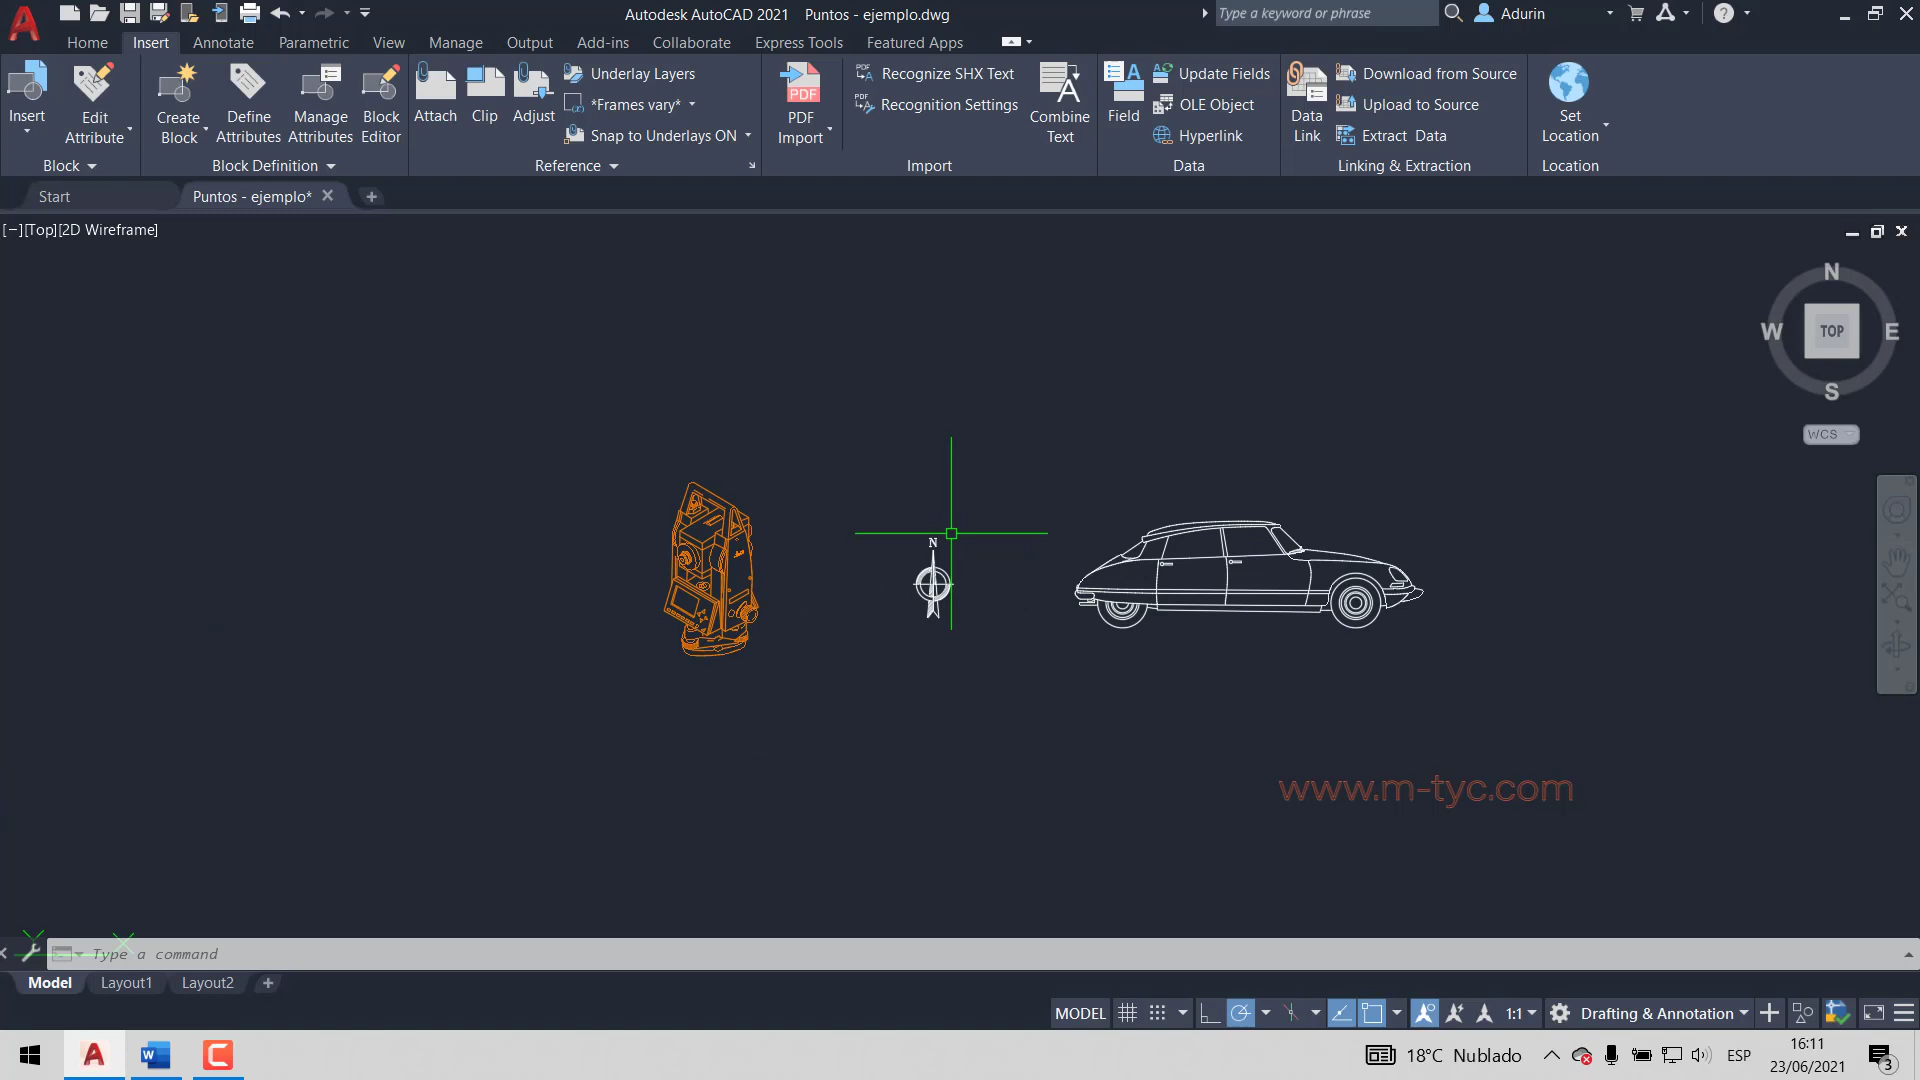 Autodesk AutoCAD 2021 Puntos - ejemplo.dwg
Type a keyword or phrase
Adurin
Home Insert Annotate Parametric View Manage Output Add-ins Collaborate Express Tools Featured Apps
Insert
Edit Attribute
Block
Create Block
Define Attributes
Manage Attributes
Block Editor
Block Definition
Attach
Clip
Adjust
Underlay Layers
*Frames vary*
Snap to Underlays ON
Reference
PDF
PDF Import
Recognize SHX Text
Recognition Settings
Combine Text
Import
Field
Update Fields
OLE Object
Hyperlink
Data
Data Link
Download from Source
Upload to Source
Extract Data
Linking & Extraction
Set Location
Location
Start
Puntos - ejemplo*
[−][Top][2D Wireframe]
N
W TOP E
S
WCS
N
www.m-tyc.com
Type a command
Model Layout1 Layout2
MODEL 1:1 Drafting & Annotation
18°C Nublado
ESP
16:11
23/06/2021
3